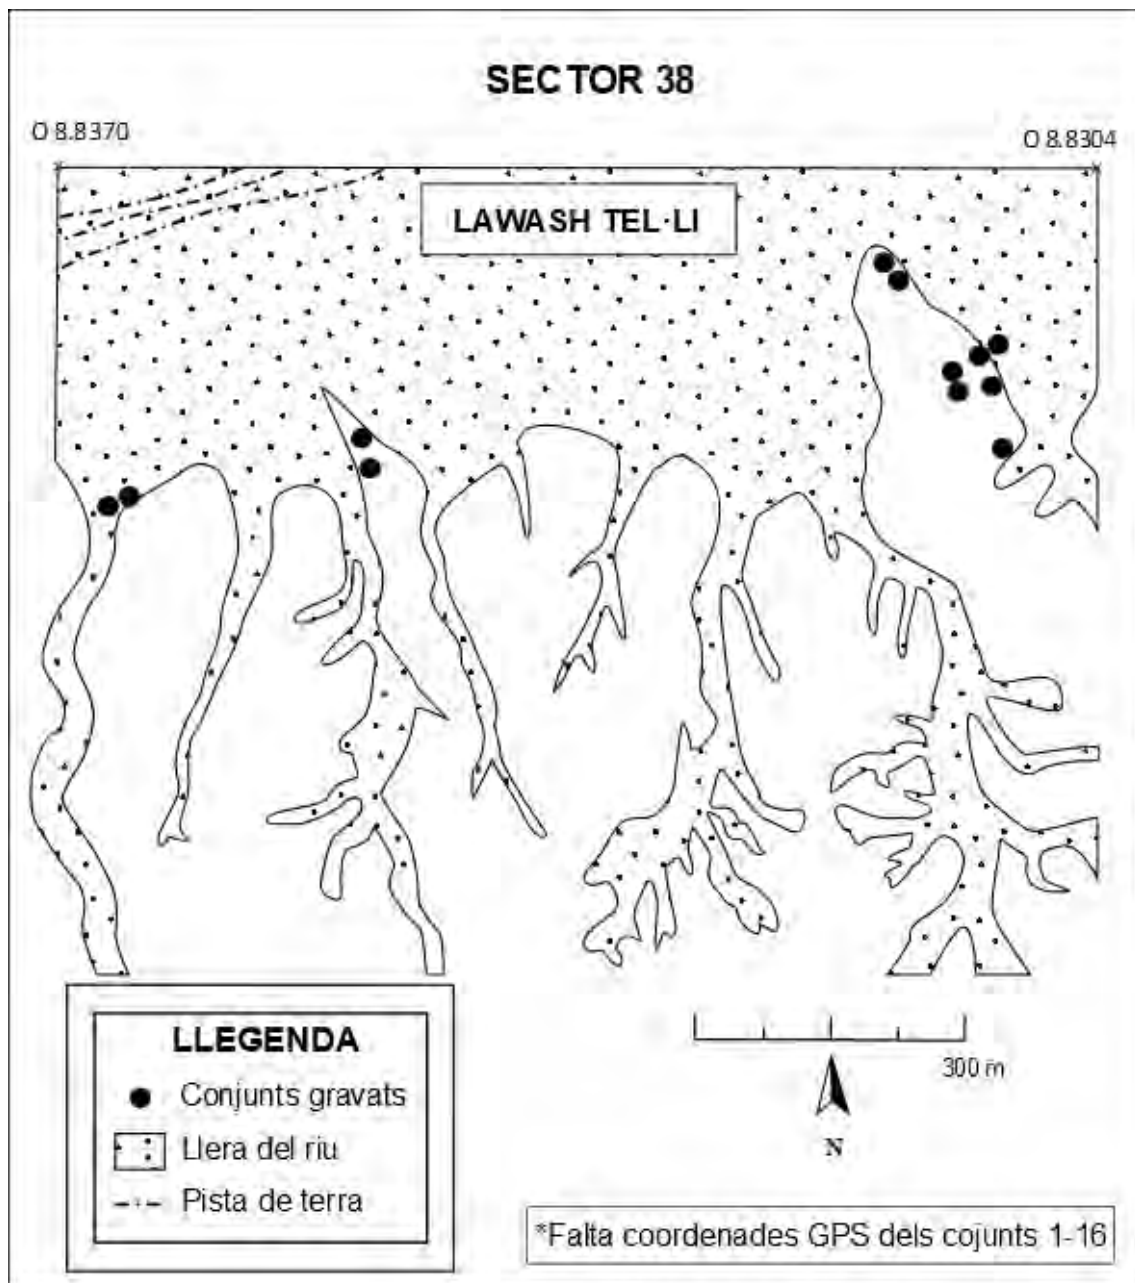 SECTOR 38
O 8.8370
O 8.8304
LAWASH TEL·LI
LLEGENDA
Conjunts gravats
Llera del riu
Pista de terra
300 m
N
*Falta coordenades GPS dels cojunts 1-16